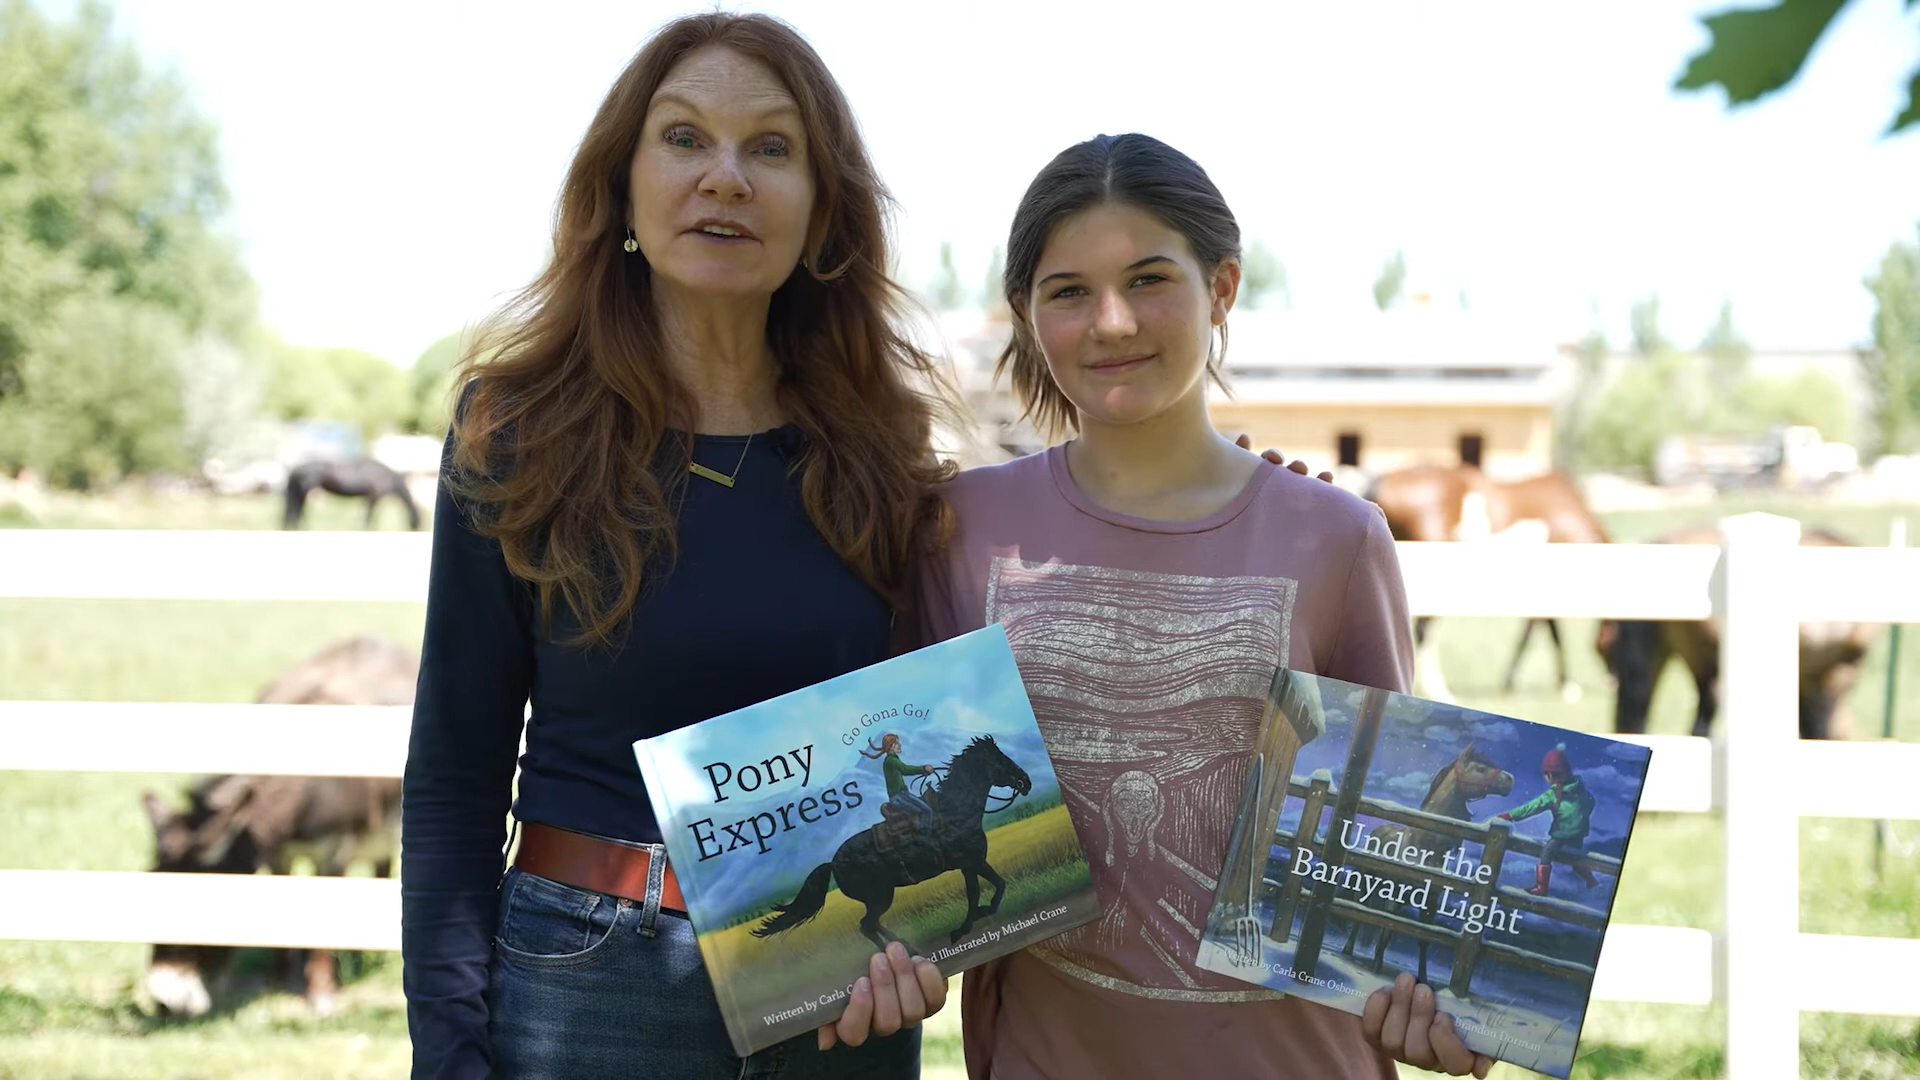 Go Gona Go!
Pony
Express
Written by Carla
Illustrated by Michael Crane
Under the
Barnyard Light
Written by Carla Crane Osborne
Brandon Dorman